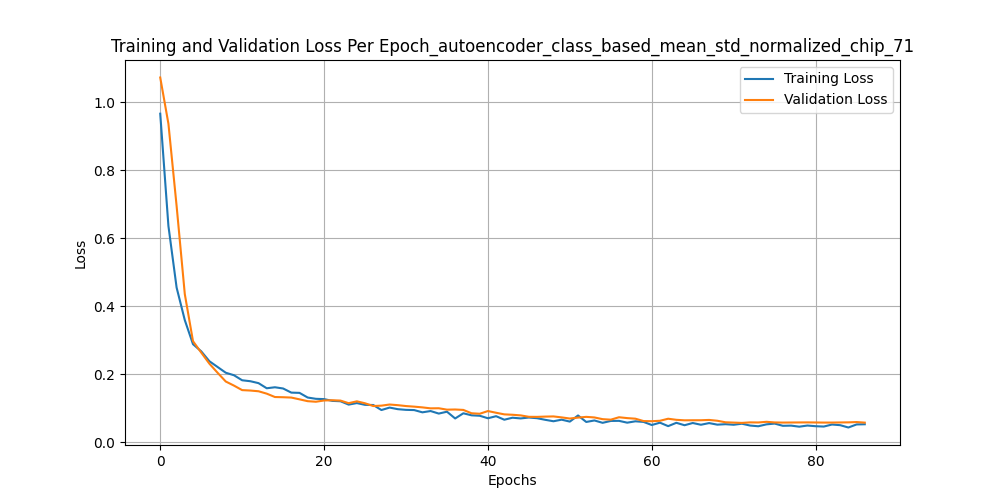 Training and Validation Loss Per Epoch_autoencoder_class_based_mean_std_normalized_chip_71
Training Loss
Validation Loss
1.0
0.8
0.6
0.4
0.2
0.0
Loss
0 20 40 60 80
Epochs